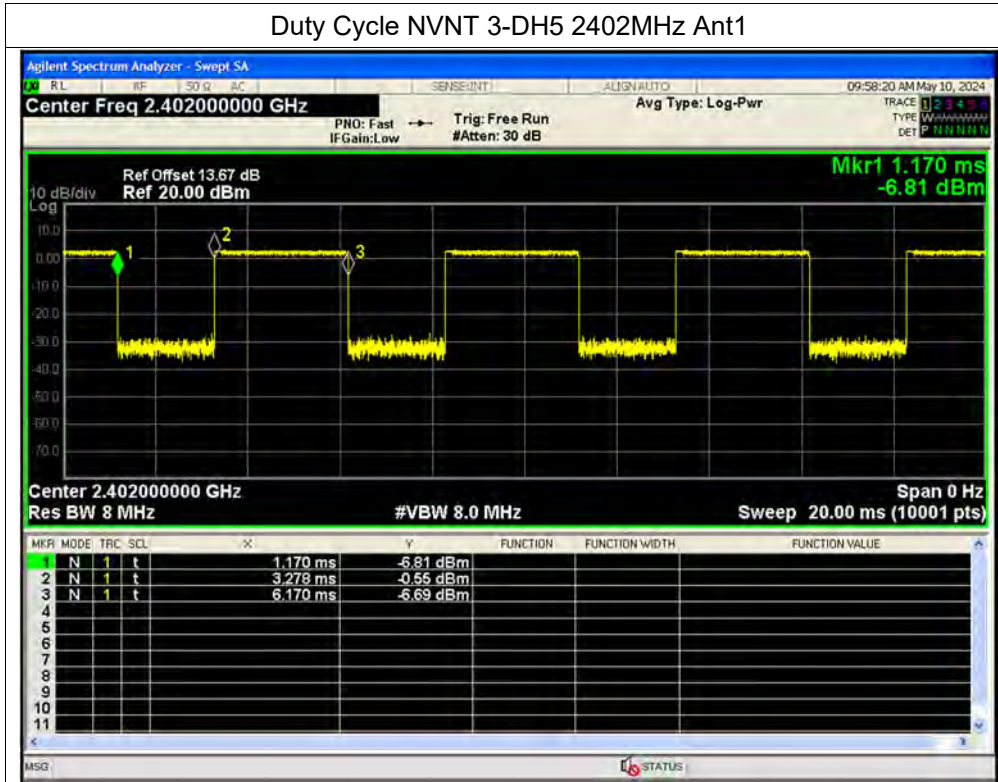 Duty Cycle NVNT 3-DH5 2402MHz Ant1
Agilent Spectrum Analyzer - Swept SA
LXI RL RF 50 Ω AC SENSE:INT ALIGNAUTO 09:58:20 AM May 10, 2024
Center Freq 2.402000000 GHz Avg Type: Log-Pwr TRACE 1 2 3 4 5 6
PNO: Fast Trig: Free Run TYPE W
IFGain:Low #Atten: 30 dB DET P N N N N N
Mkr1 1.170 ms
Ref Offset 13.67 dB
10 dB/div Ref 20.00 dBm -6.81 dBm
Log
10.0
0.00
-10.0
-20.0
-30.0
-40.0
-50.0
-60.0
-70.0
1
2
3
Center 2.402000000 GHz Span 0 Hz
Res BW 8 MHz #VBW 8.0 MHz Sweep 20.00 ms (10001 pts)
MKR MODE TRC SCL X Y FUNCTION FUNCTION WIDTH FUNCTION VALUE
1 N 1 t 1.170 ms -6.81 dBm
2 N 1 t 3.278 ms -0.55 dBm
3 N 1 t 6.170 ms -6.69 dBm
4
5
6
7
8
9
10
11
MSG STATUS